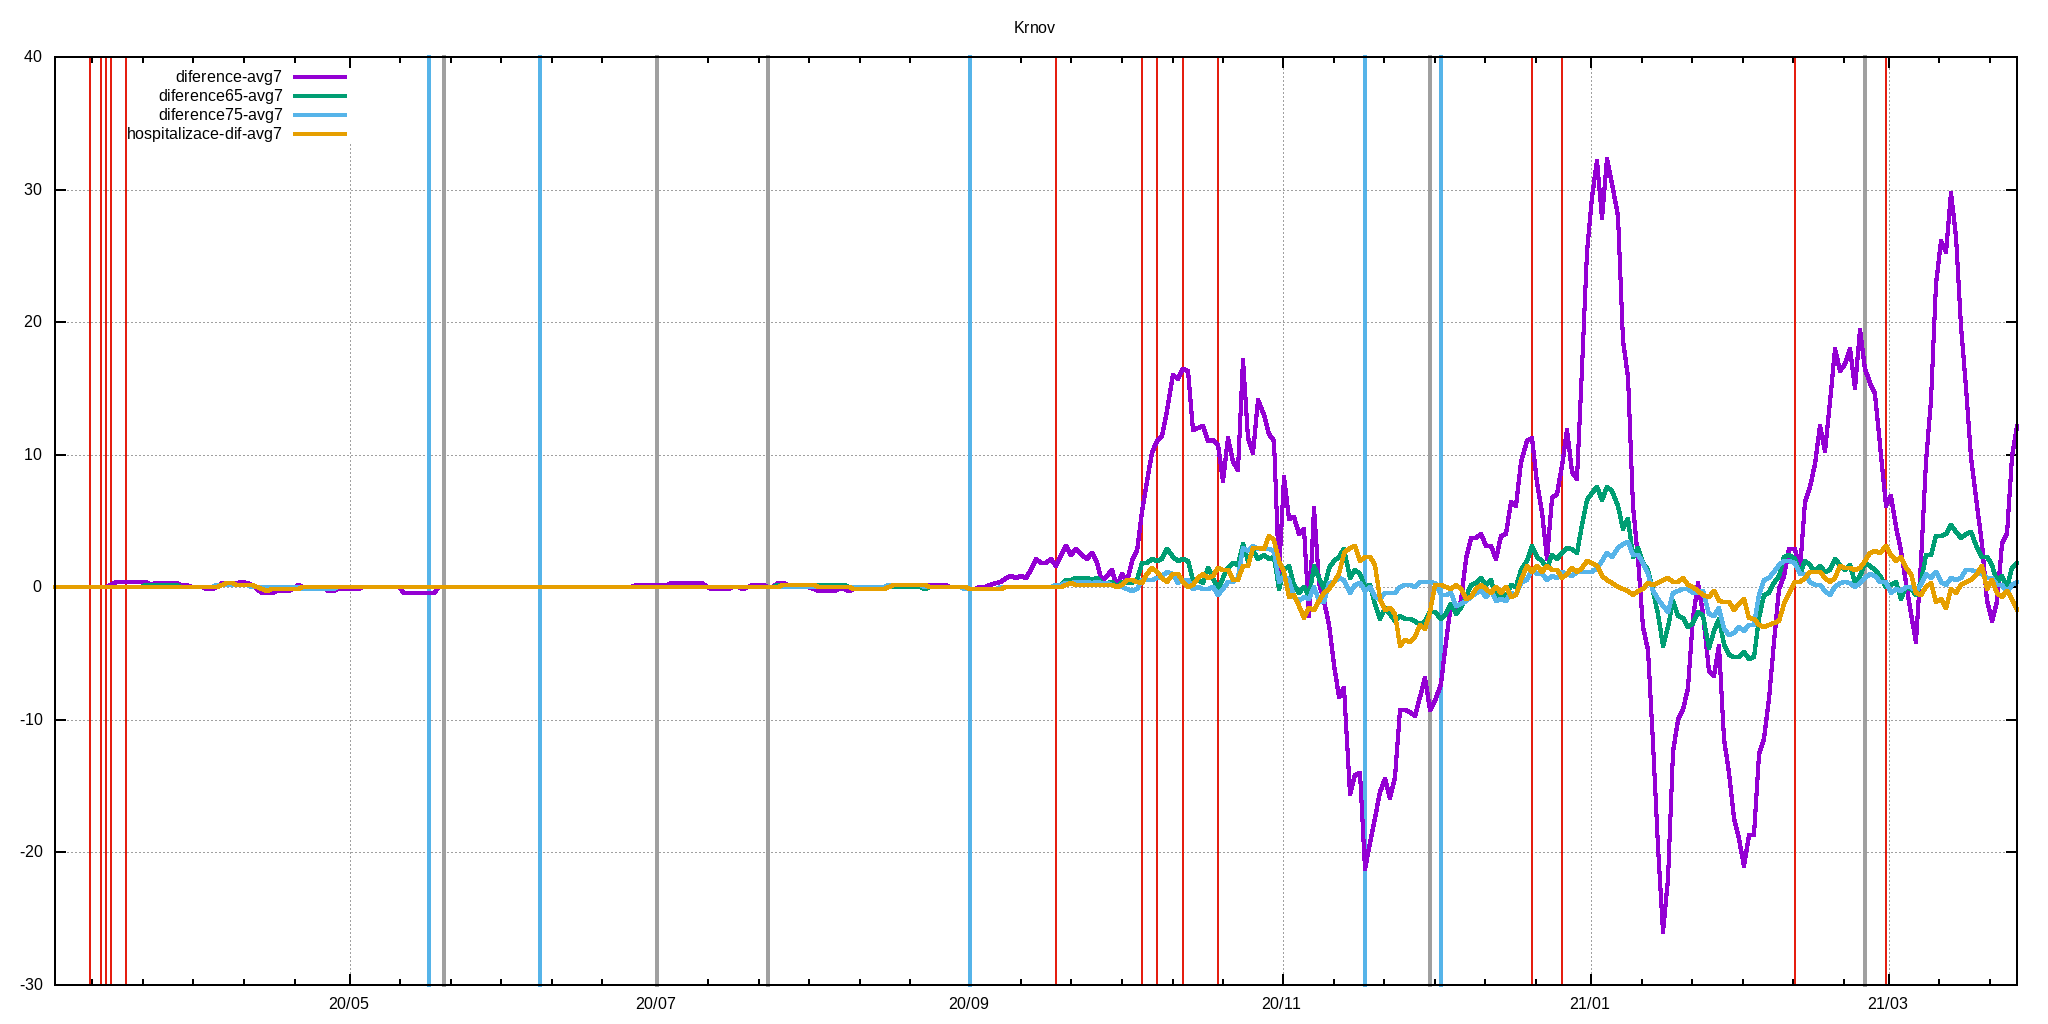 Krnov
diference-avg7
diference65-avg7
diference75-avg7
hospitalizace-dif-avg7
40
30
20
10
0
-10
-20
-30
20/05 20/07 20/09 20/11 21/01 21/03